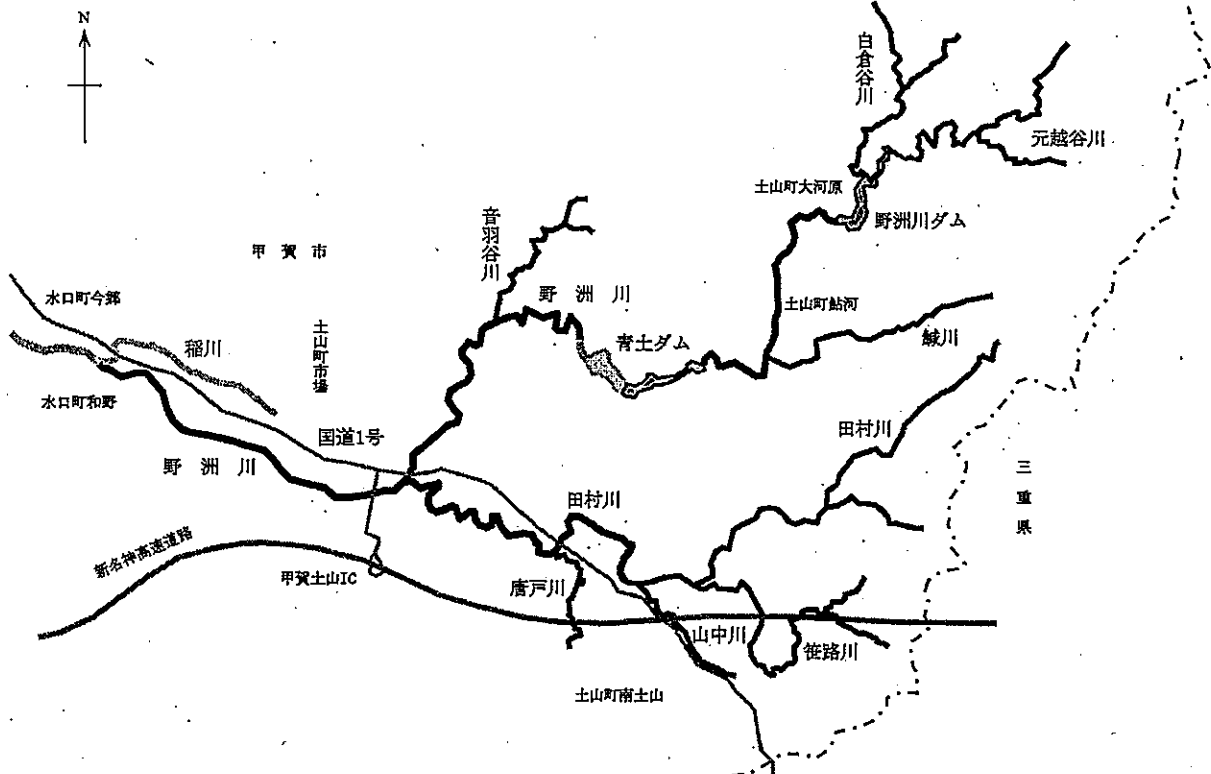 N
白倉谷川
元越谷川
土山町大河原
野洲川ダム
音羽谷川
甲賀市
野洲川
土山町鮎河
水口町今郷
稲川
土山町市場
青土ダム
鯎川
水口町和野
国道1号
田村川
野洲川
田村川
三重県
新名神高速道路
甲賀土山IC
唐戸川
山中川
笹路川
土山町南土山